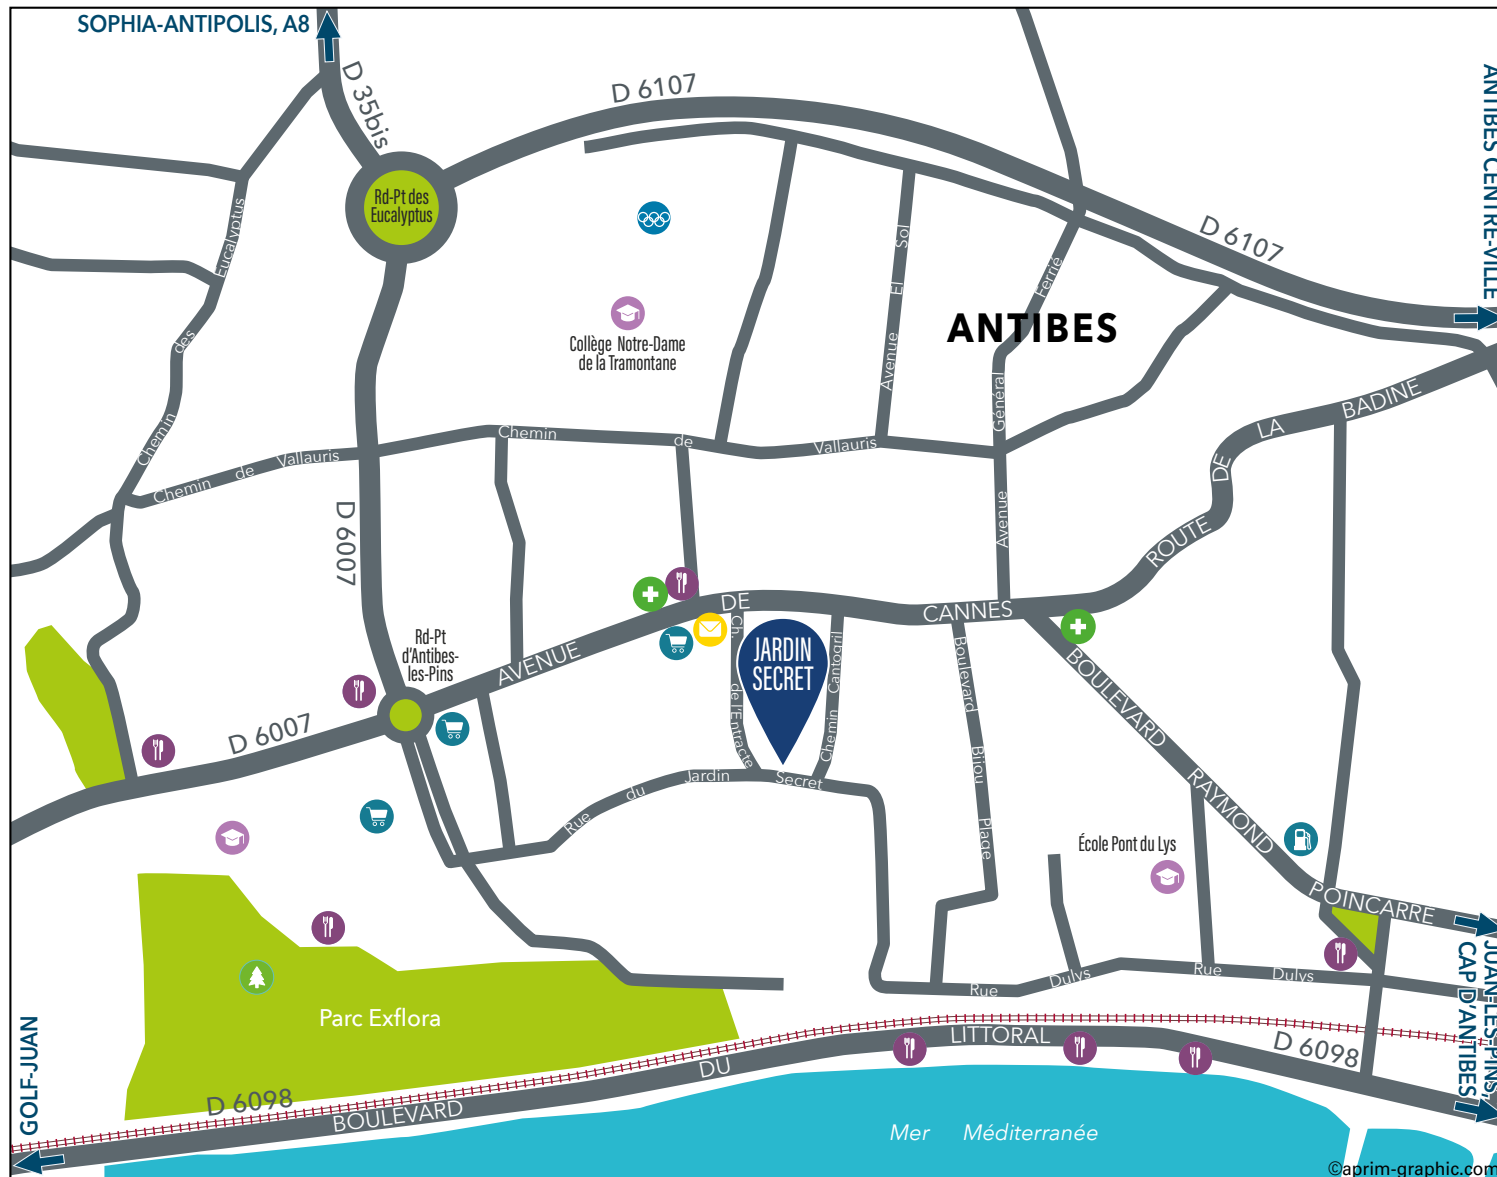 SOPHIA-ANTIPOLIS, A8
D 35bis
D 6107
ANTIBES CENTRE-VILLE
Rd-Pt des
Eucalyptus
D 6107
Chemin des Eucalyptus
Collège Notre-Dame
de la Tramontane
Avenue El Sol
Avenue Général Ferrié
ANTIBES
ROUTE DE LA BADINE
Chemin de Vallauris
Chemin de Vallauris
D 6007
AVENUE DE CANNES
Rd-Pt
d'Antibes-
les-Pins
D 6007
Ch. de l'Entracte
JARDIN
SECRET
Chemin Cantogril
Boulevard Bijou Plage
BOULEVARD RAYMOND POINCARRE
Rue du Jardin Secret
École Pont du Lys
Rue Dulys
Rue Dulys
JUAN-LES-PINS,
CAP D'ANTIBES
Parc Exflora
GOLF-JUAN
D 6098
BOULEVARD DU LITTORAL
D 6098
Mer Méditerranée
©aprim-graphic.com